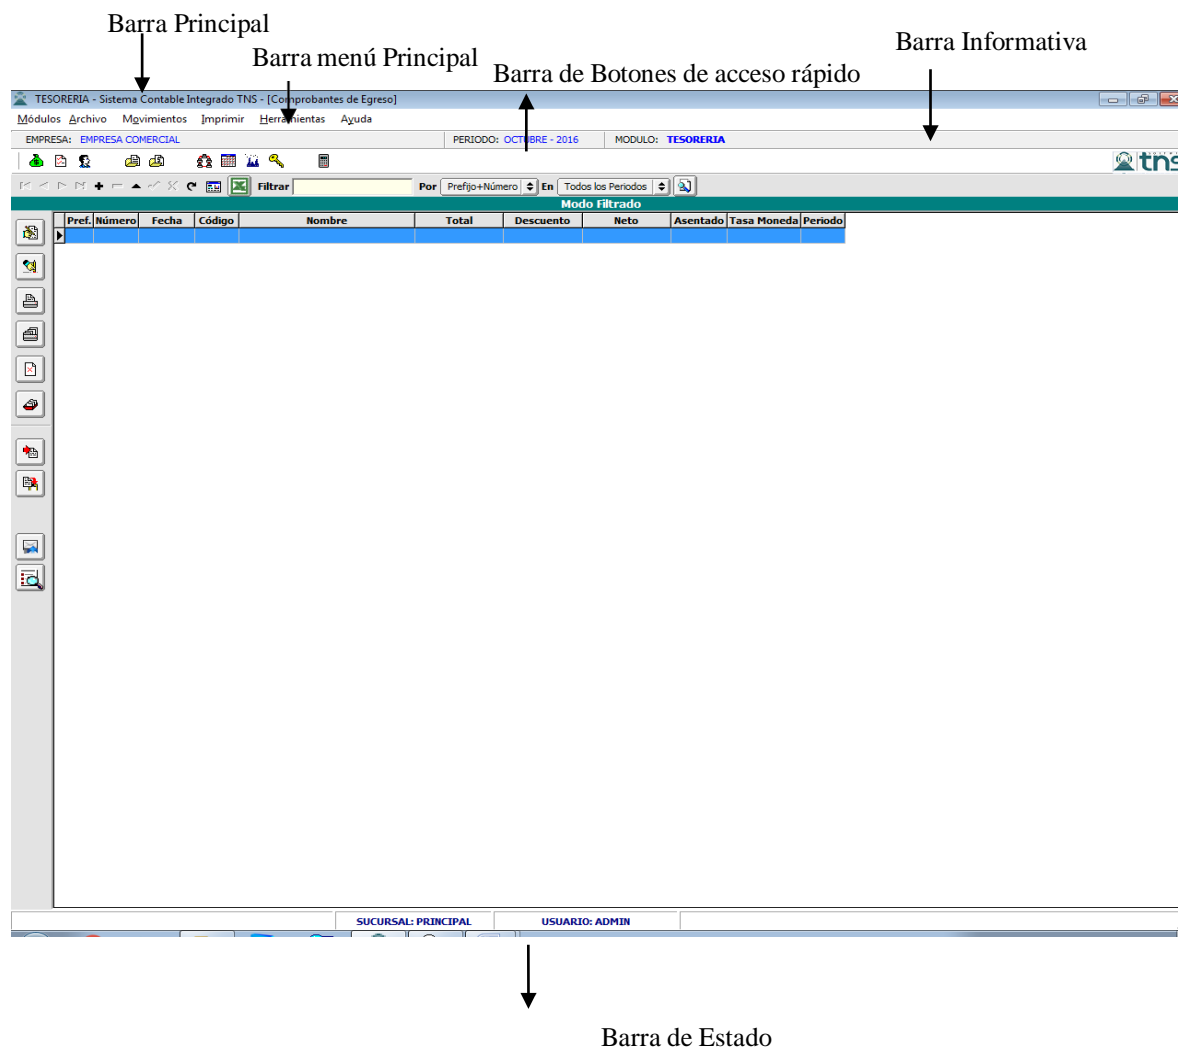 Barra Principal
Barra menú Principal
Barra de Botones de acceso rápido
Barra Informativa
TESORERIA - Sistema Contable Integrado TNS - [Comprobantes de Egreso]
Módulos Archivo Movimientos Imprimir Herramientas Ayuda
EMPRESA: EMPRESA COMERCIAL PERIODO: OCTUBRE - 2016 MODULO: TESORERIA
tns
Filtrar Por Prefijo+Número En Todos los Periodos
Modo Filtrado
Pref. Número Fecha Código Nombre Total Descuento Neto Asentado Tasa Moneda Periodo
SUCURSAL: PRINCIPAL USUARIO: ADMIN
Barra de Estado